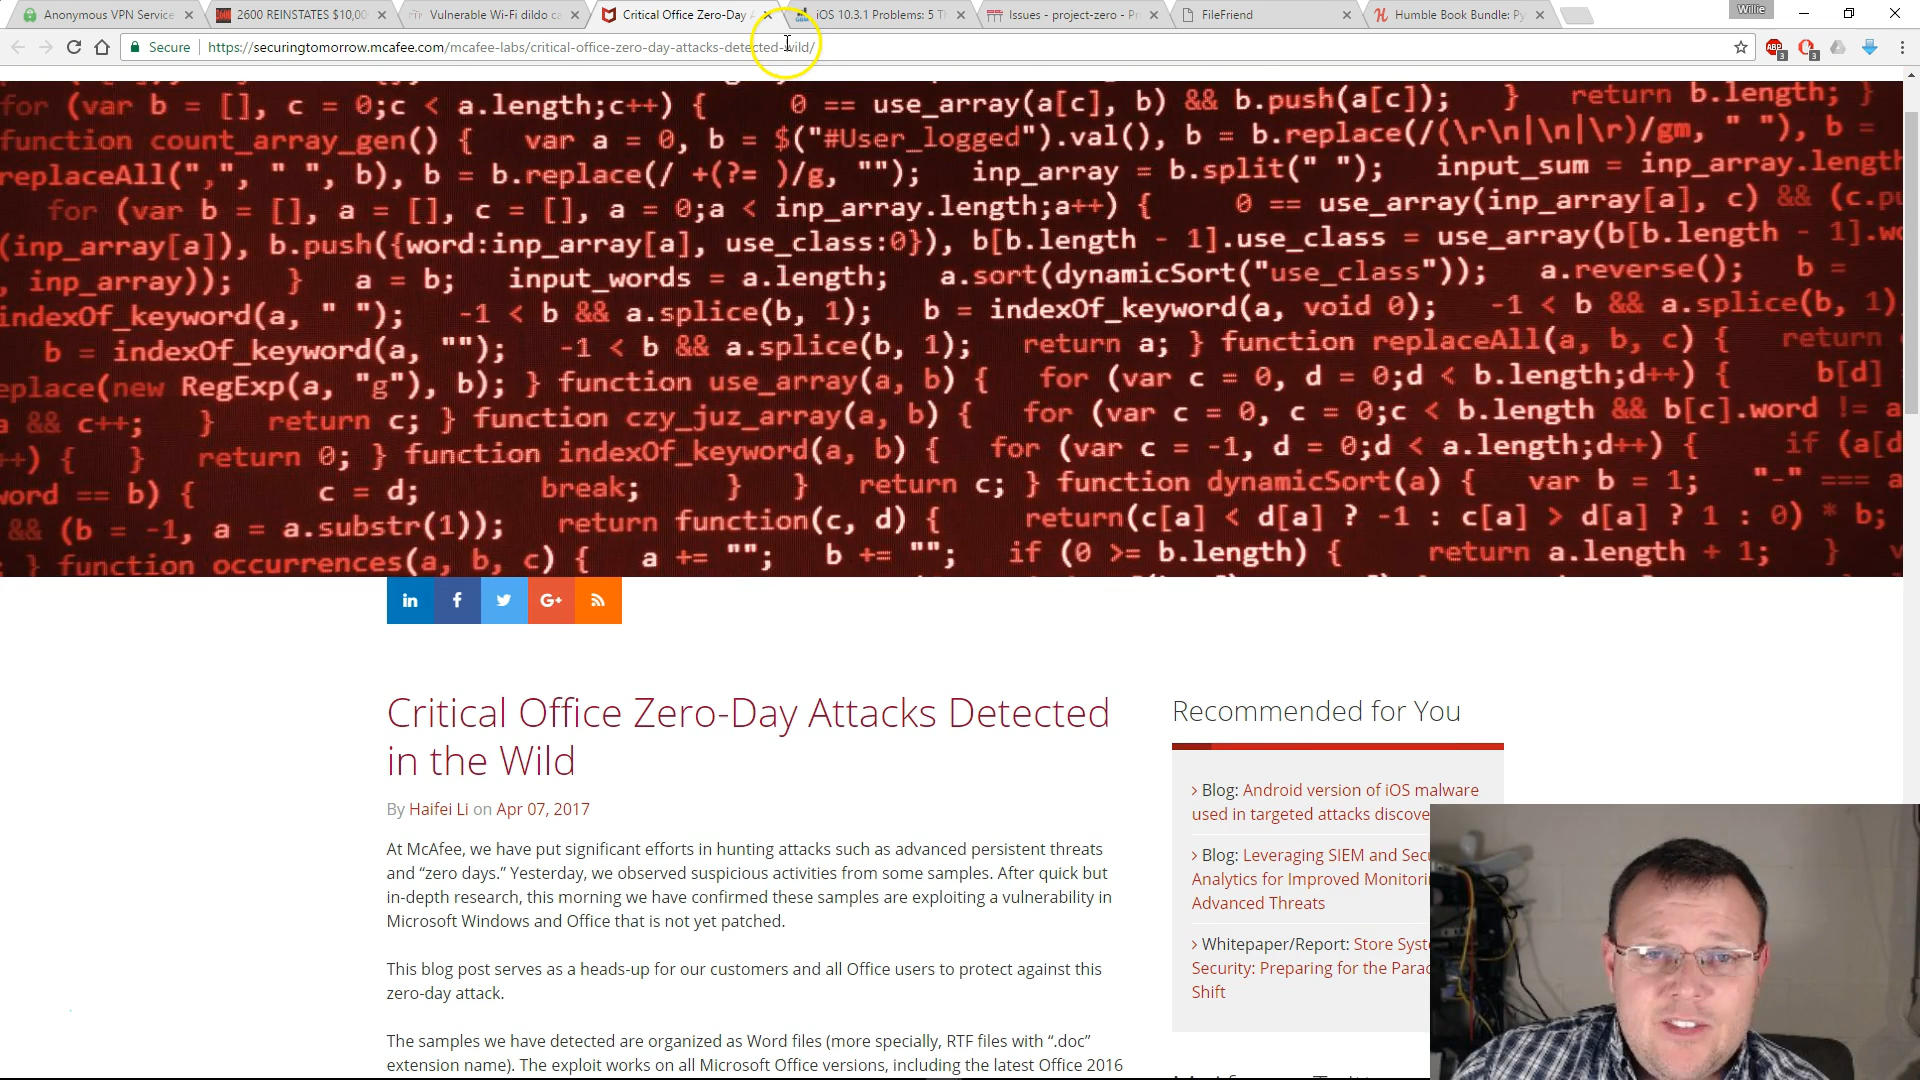 Anonymous VPN Service
2600 REINSTATES $10,00
Vulnerable Wi-Fi dildo ca
Critical Office Zero-Day A
iOS 10.3.1 Problems: 5 T
Issues - project-zero - Pr
FileFriend
Humble Book Bundle: Py
Willie
Secure
https://securingtomorrow.mcafee.com/mcafee-labs/critical-office-zero-day-attacks-detected-wild/
ABP
3
3
for (var b = [], c = 0;c < a.length;c++) { 0 == use_array(a[c], b) && b.push(a[c]); } return b.length; }
function count_array_gen() { var a = 0, b = $("#User_logged").val(), b = b.replace(/(\r\n|\n|\r)/gm, " "), b =
replaceAll(",", " ", b), b = b.replace(/ +(?= )/g, ""); inp_array = b.split(" "); input_sum = inp_array.length
for (var b = [], a = [], c = [], a = 0;a < inp_array.length;a++) { 0 == use_array(inp_array[a], c) && (c.pu
(inp_array[a]), b.push({word:inp_array[a], use_class:0}), b[b.length - 1].use_class = use_array(b[b.length - 1].wo
, inp_array)); } a = b; input_words = a.length; a.sort(dynamicSort("use_class")); a.reverse(); b =
indexOf_keyword(a, " "); -1 < b && a.splice(b, 1); b = indexOf_keyword(a, void 0); -1 < b && a.splice(b, 1)
b = indexOf_keyword(a, ""); -1 < b && a.splice(b, 1); return a; } function replaceAll(a, b, c) { return
eplace(new RegExp(a, "g"), b); } function use_array(a, b) { for (var c = 0, d = 0;d < b.length;d++) { b[d]
a && c++; } return c; } function czy_juz_array(a, b) { for (var c = 0, c = 0;c < b.length && b[c].word != a
++) { } return 0; } function indexOf_keyword(a, b) { for (var c = -1, d = 0;d < a.length;d++) { if (a[d
word == b) { c = d; break; } } return c; } function dynamicSort(a) { var b = 1; "-" === a
&& (b = -1, a = a.substr(1)); return function(c, d) { return(c[a] < d[a] ? -1 : c[a] > d[a] ? 1 : 0) * b;
} function occurrences(a, b, c) { a += ""; b += ""; if (0 >= b.length) { return a.length + 1; }
in
f
G+
Critical Office Zero-Day Attacks Detected
in the Wild
By Haifei Li on Apr 07, 2017
At McAfee, we have put significant efforts in hunting attacks such as advanced persistent threats
and “zero days.” Yesterday, we observed suspicious activities from some samples. After quick but
in-depth research, this morning we have confirmed these samples are exploiting a vulnerability in
Microsoft Windows and Office that is not yet patched.
This blog post serves as a heads-up for our customers and all Office users to protect against this
zero-day attack.
The samples we have detected are organized as Word files (more specially, RTF files with “.doc”
extension name). The exploit works on all Microsoft Office versions, including the latest Office 2016
Recommended for You
Blog: Android version of iOS malware
used in targeted attacks discove
Blog: Leveraging SIEM and Secu
Analytics for Improved Monitorin
Advanced Threats
Whitepaper/Report: Store Syste
Security: Preparing for the Parad
Shift